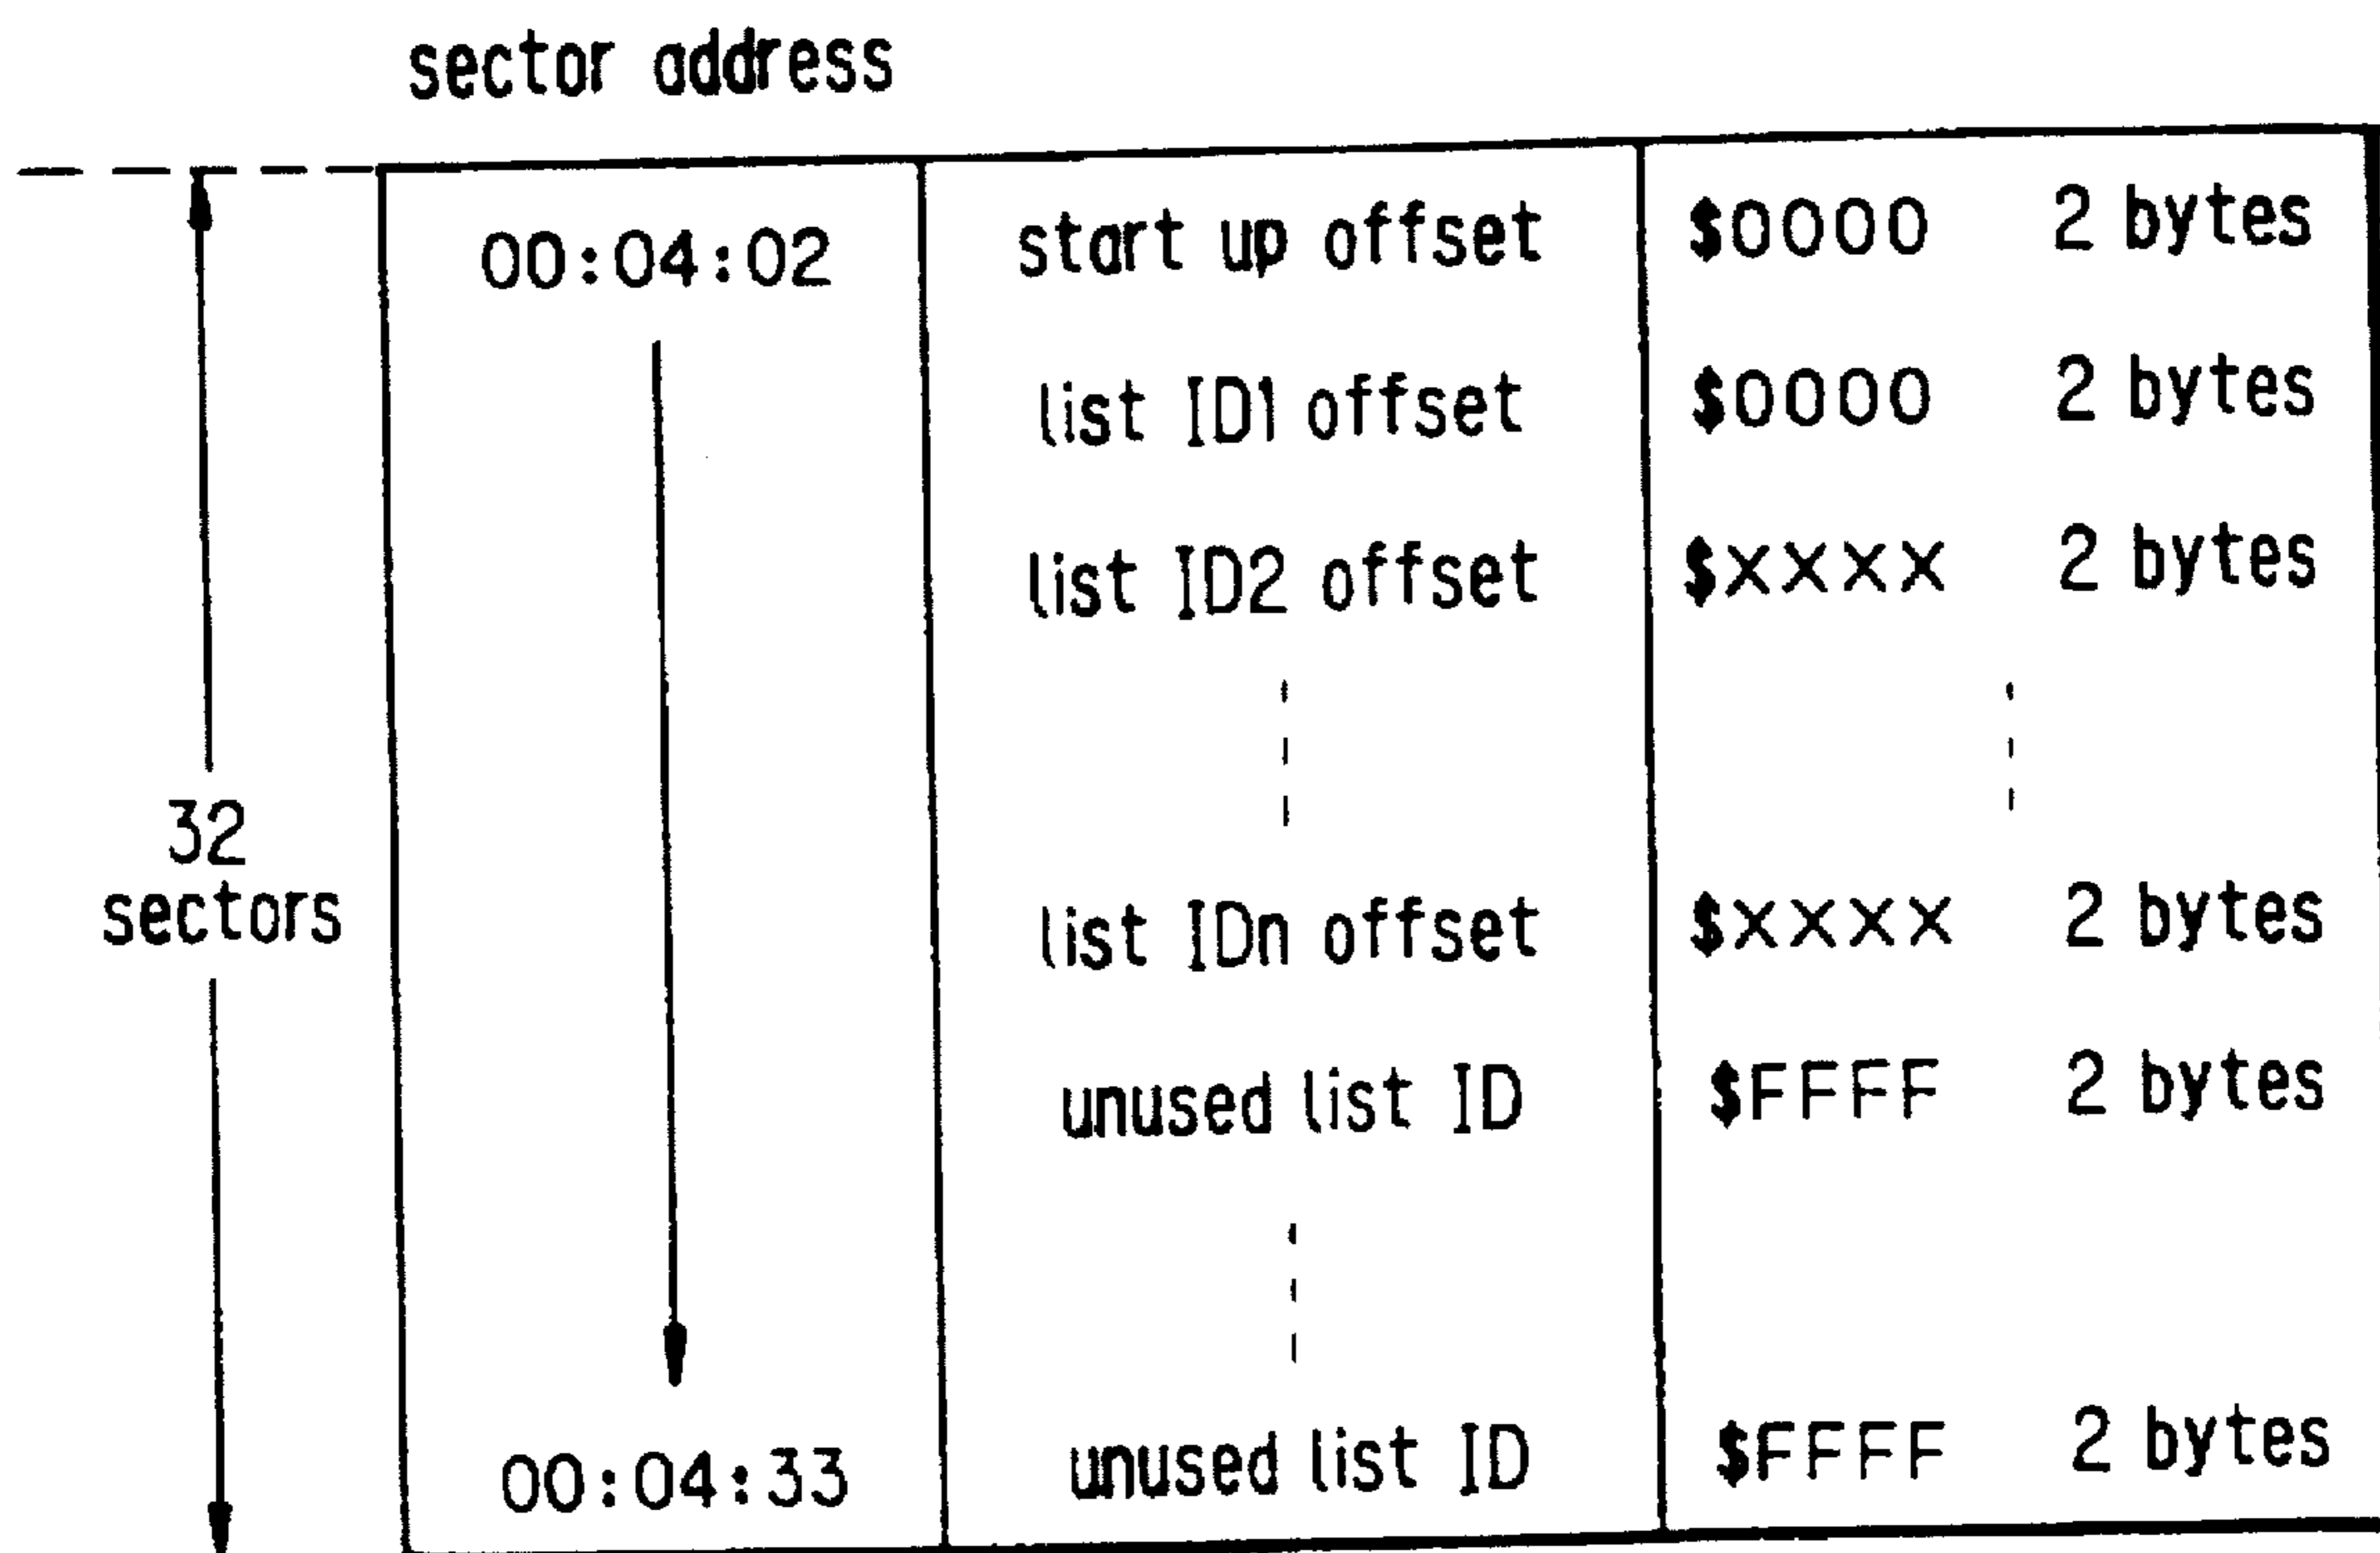 sector address
00:04:02 start up offset $0000 2 bytes
list ID1 offset $0000 2 bytes
list ID2 offset $XXXX 2 bytes
32
sectors
list IDn offset $XXXX 2 bytes
unused list ID $FFFF 2 bytes
00:04:33 unused list ID $FFFF 2 bytes